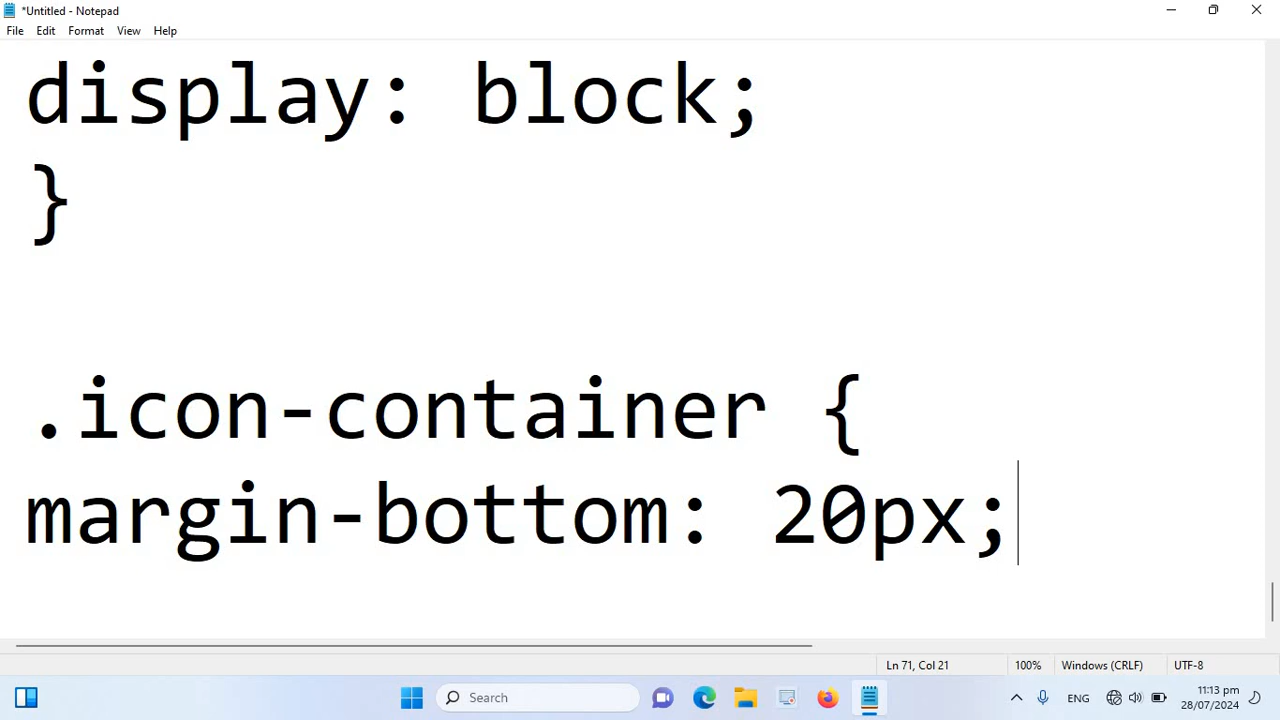 *Untitled - Notepad
File Edit Format View Help
display: block;
}
.icon-container {
margin-bottom: 20px;
Ln 71, Col 21 100% Windows (CRLF) UTF-8
Search ENG 11:13 pm
28/07/2024